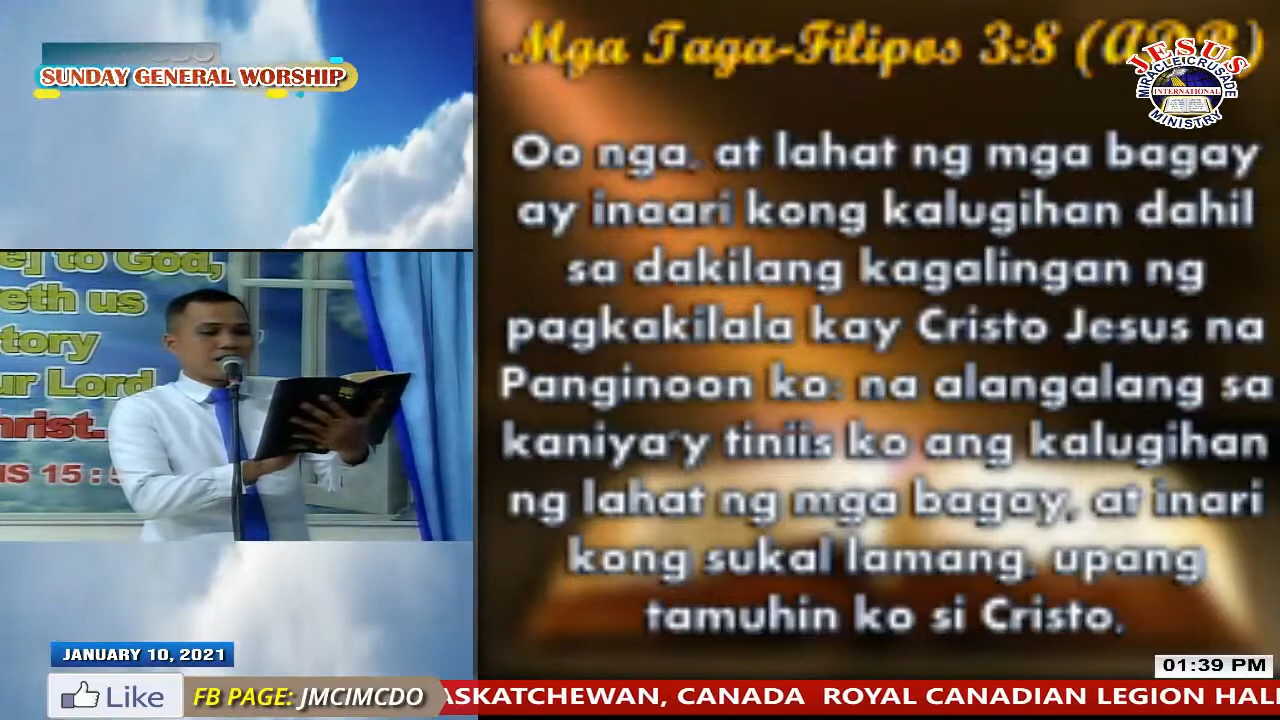 SUNDAY GENERAL WORSHIP
Mga Taga-Filipos 3:8
JESUS
MIRACLE CRUSADE
INTERNATIONAL
MINISTRY
Oo nga, at lahat ng mga bagay
ay inaari kong kalugihan dahil
sa dakilang kagalingan ng
pagkakilala kay Cristo Jesus na
Panginoon ko: na alangalang sa
kaniya'y tiniis ko ang kalugihan
ng lahat ng mga bagay, at inari
kong sukal lamang, upang
tamuhin ko si Cristo,
to God,
eth us
tory
ur Lord
hrist.
15 :
JANUARY 10, 2021
01:39 PM
Like
FB PAGE: JMCIMCDO
ASKATCHEWAN, CANADA ROYAL CANADIAN LEGION HALL